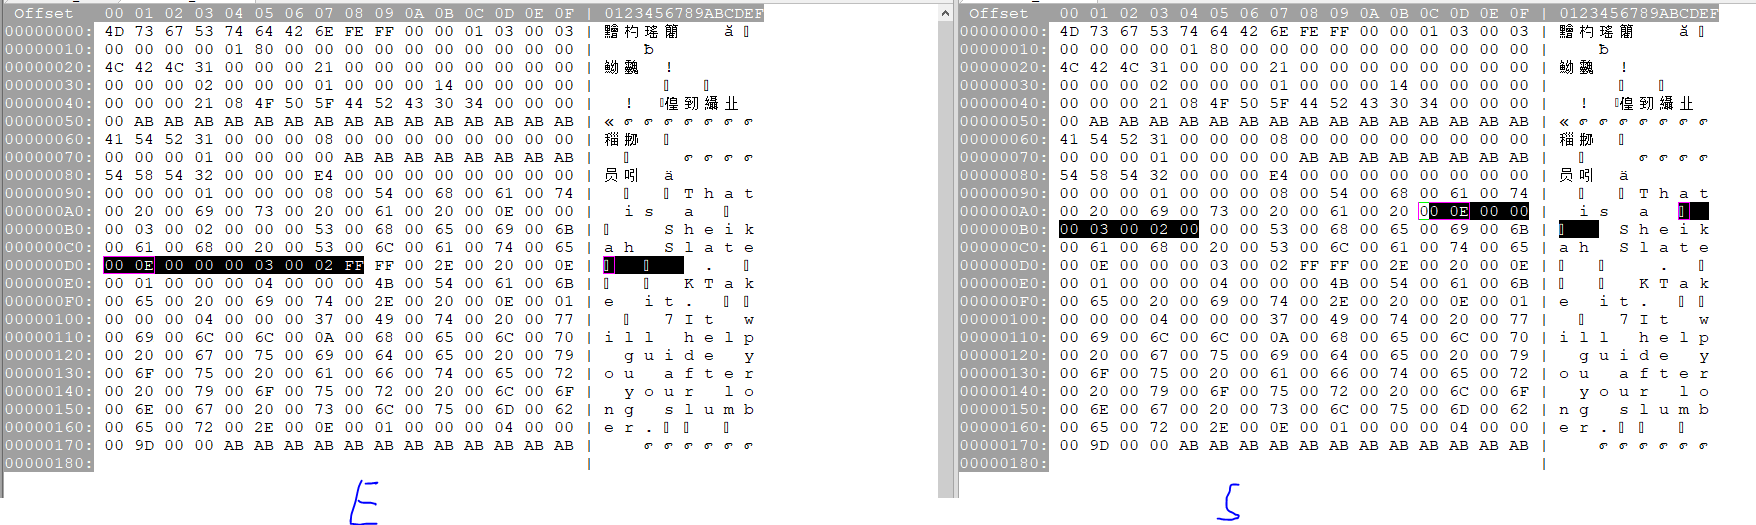 Offset 00 01 02 03 04 05 06 07 08 09 0A 0B 0C 0D 0E 0F | 0123456789ABCDEF
00000000: 4D 73 67 53 74 64 42 6E FE FF 00 00 01 03 00 03 | ă
00000010: 00 00 00 00 01 80 00 00 00 00 00 00 00 00 00 00 |
00000020: 4C 42 4C 31 00 00 00 21 00 00 00 00 00 00 00 00 | !
00000030: 00 00 00 02 00 00 00 01 00 00 00 14 00 00 00 00 |
00000040: 00 00 00 21 08 4F 50 5F 44 52 43 30 34 00 00 00 | !
00000050: 00 AB AB AB AB AB AB AB AB AB AB AB AB AB AB AB | «
00000060: 41 54 52 31 00 00 00 08 00 00 00 00 00 00 00 00 |
00000070: 00 00 00 01 00 00 00 00 AB AB AB AB AB AB AB AB |
00000080: 54 58 54 32 00 00 00 E4 00 00 00 00 00 00 00 00 | 员吲 ä
00000090: 00 00 00 01 00 00 00 08 00 54 00 68 00 61 00 74 | That
000000A0: 00 20 00 69 00 73 00 20 00 61 00 20 00 0E 00 00 | is a
000000B0: 00 03 00 02 00 00 00 53 00 68 00 65 00 69 00 6B | Sheik
000000C0: 00 61 00 68 00 20 00 53 00 6C 00 61 00 74 00 65 | ah Slate
000000D0: 00 0E 00 00 00 03 00 02 FF FF 00 2E 00 20 00 0E | .
000000E0: 00 01 00 00 00 04 00 00 00 4B 00 54 00 61 00 6B | KTak
000000F0: 00 65 00 20 00 69 00 74 00 2E 00 20 00 0E 00 01 | e it.
00000100: 00 00 00 04 00 00 00 37 00 49 00 74 00 20 00 77 | 7It w
00000110: 00 69 00 6C 00 6C 00 0A 00 68 00 65 00 6C 00 70 | ill help
00000120: 00 20 00 67 00 75 00 69 00 64 00 65 00 20 00 79 | guide y
00000130: 00 6F 00 75 00 20 00 61 00 66 00 74 00 65 00 72 | ou after
00000140: 00 20 00 79 00 6F 00 75 00 72 00 20 00 6C 00 6F | your lo
00000150: 00 6E 00 67 00 20 00 73 00 6C 00 75 00 6D 00 62 | ng slumb
00000160: 00 65 00 72 00 2E 00 0E 00 01 00 00 00 04 00 00 | er.
00000170: 00 9D 00 00 AB AB AB AB AB AB AB AB AB AB AB AB |
00000180: |
E
Offset 00 01 02 03 04 05 06 07 08 09 0A 0B 0C 0D 0E 0F | 0123456789ABCDEF
00000000: 4D 73 67 53 74 64 42 6E FE FF 00 00 01 03 00 03 | ă
00000010: 00 00 00 00 01 80 00 00 00 00 00 00 00 00 00 00 |
00000020: 4C 42 4C 31 00 00 00 21 00 00 00 00 00 00 00 00 | !
00000030: 00 00 00 02 00 00 00 01 00 00 00 14 00 00 00 00 |
00000040: 00 00 00 21 08 4F 50 5F 44 52 43 30 34 00 00 00 | !
00000050: 00 AB AB AB AB AB AB AB AB AB AB AB AB AB AB AB | «
00000060: 41 54 52 31 00 00 00 08 00 00 00 00 00 00 00 00 |
00000070: 00 00 00 01 00 00 00 00 AB AB AB AB AB AB AB AB |
00000080: 54 58 54 32 00 00 00 E4 00 00 00 00 00 00 00 00 | 员吲 ä
00000090: 00 00 00 01 00 00 00 08 00 54 00 68 00 61 00 74 | That
000000A0: 00 20 00 69 00 73 00 20 00 61 00 20 00 0E 00 00 | is a
000000B0: 00 03 00 02 00 00 00 53 00 68 00 65 00 69 00 6B | Sheik
000000C0: 00 61 00 68 00 20 00 53 00 6C 00 61 00 74 00 65 | ah Slate
000000D0: 00 0E 00 00 00 03 00 02 FF FF 00 2E 00 20 00 0E | .
000000E0: 00 01 00 00 00 04 00 00 00 4B 00 54 00 61 00 6B | KTak
000000F0: 00 65 00 20 00 69 00 74 00 2E 00 20 00 0E 00 01 | e it.
00000100: 00 00 00 04 00 00 00 37 00 49 00 74 00 20 00 77 | 7It w
00000110: 00 69 00 6C 00 6C 00 0A 00 68 00 65 00 6C 00 70 | ill help
00000120: 00 20 00 67 00 75 00 69 00 64 00 65 00 20 00 79 | guide y
00000130: 00 6F 00 75 00 20 00 61 00 66 00 74 00 65 00 72 | ou after
00000140: 00 20 00 79 00 6F 00 75 00 72 00 20 00 6C 00 6F | your lo
00000150: 00 6E 00 67 00 20 00 73 00 6C 00 75 00 6D 00 62 | ng slumb
00000160: 00 65 00 72 00 2E 00 0E 00 01 00 00 00 04 00 00 | er.
00000170: 00 9D 00 00 AB AB AB AB AB AB AB AB AB AB AB AB |
00000180: |
S